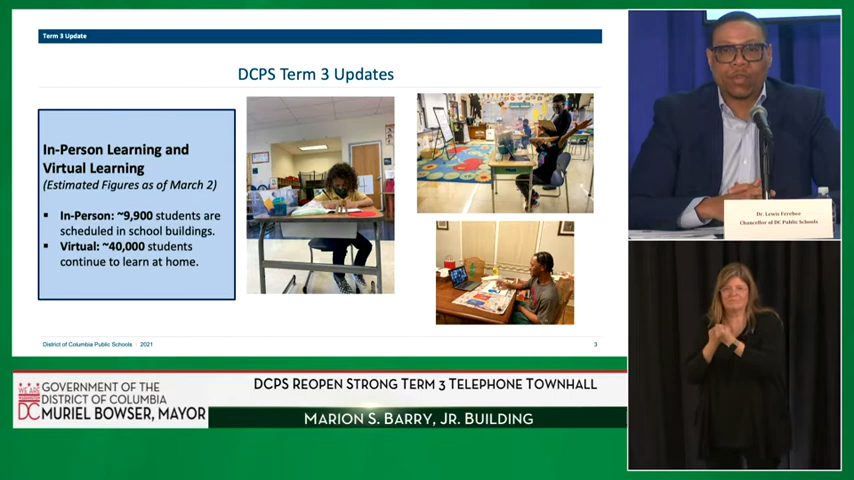 Term 3 Update
DCPS Term 3 Updates
In-Person Learning and
Virtual Learning
(Estimated Figures as of March 2)
▪ In-Person: ~9,900 students are
scheduled in school buildings.
▪ Virtual: ~40,000 students
continue to learn at home.
District of Columbia Public Schools | 2021
3
Dr. Lewis Ferebee
Chancellor of DC Public Schools
WE ARE
DC
GOVERNMENT OF THE
DISTRICT OF COLUMBIA
MURIEL BOWSER, MAYOR
DCPS REOPEN STRONG TERM 3 TELEPHONE TOWNHALL
MARION S. BARRY, JR. BUILDING